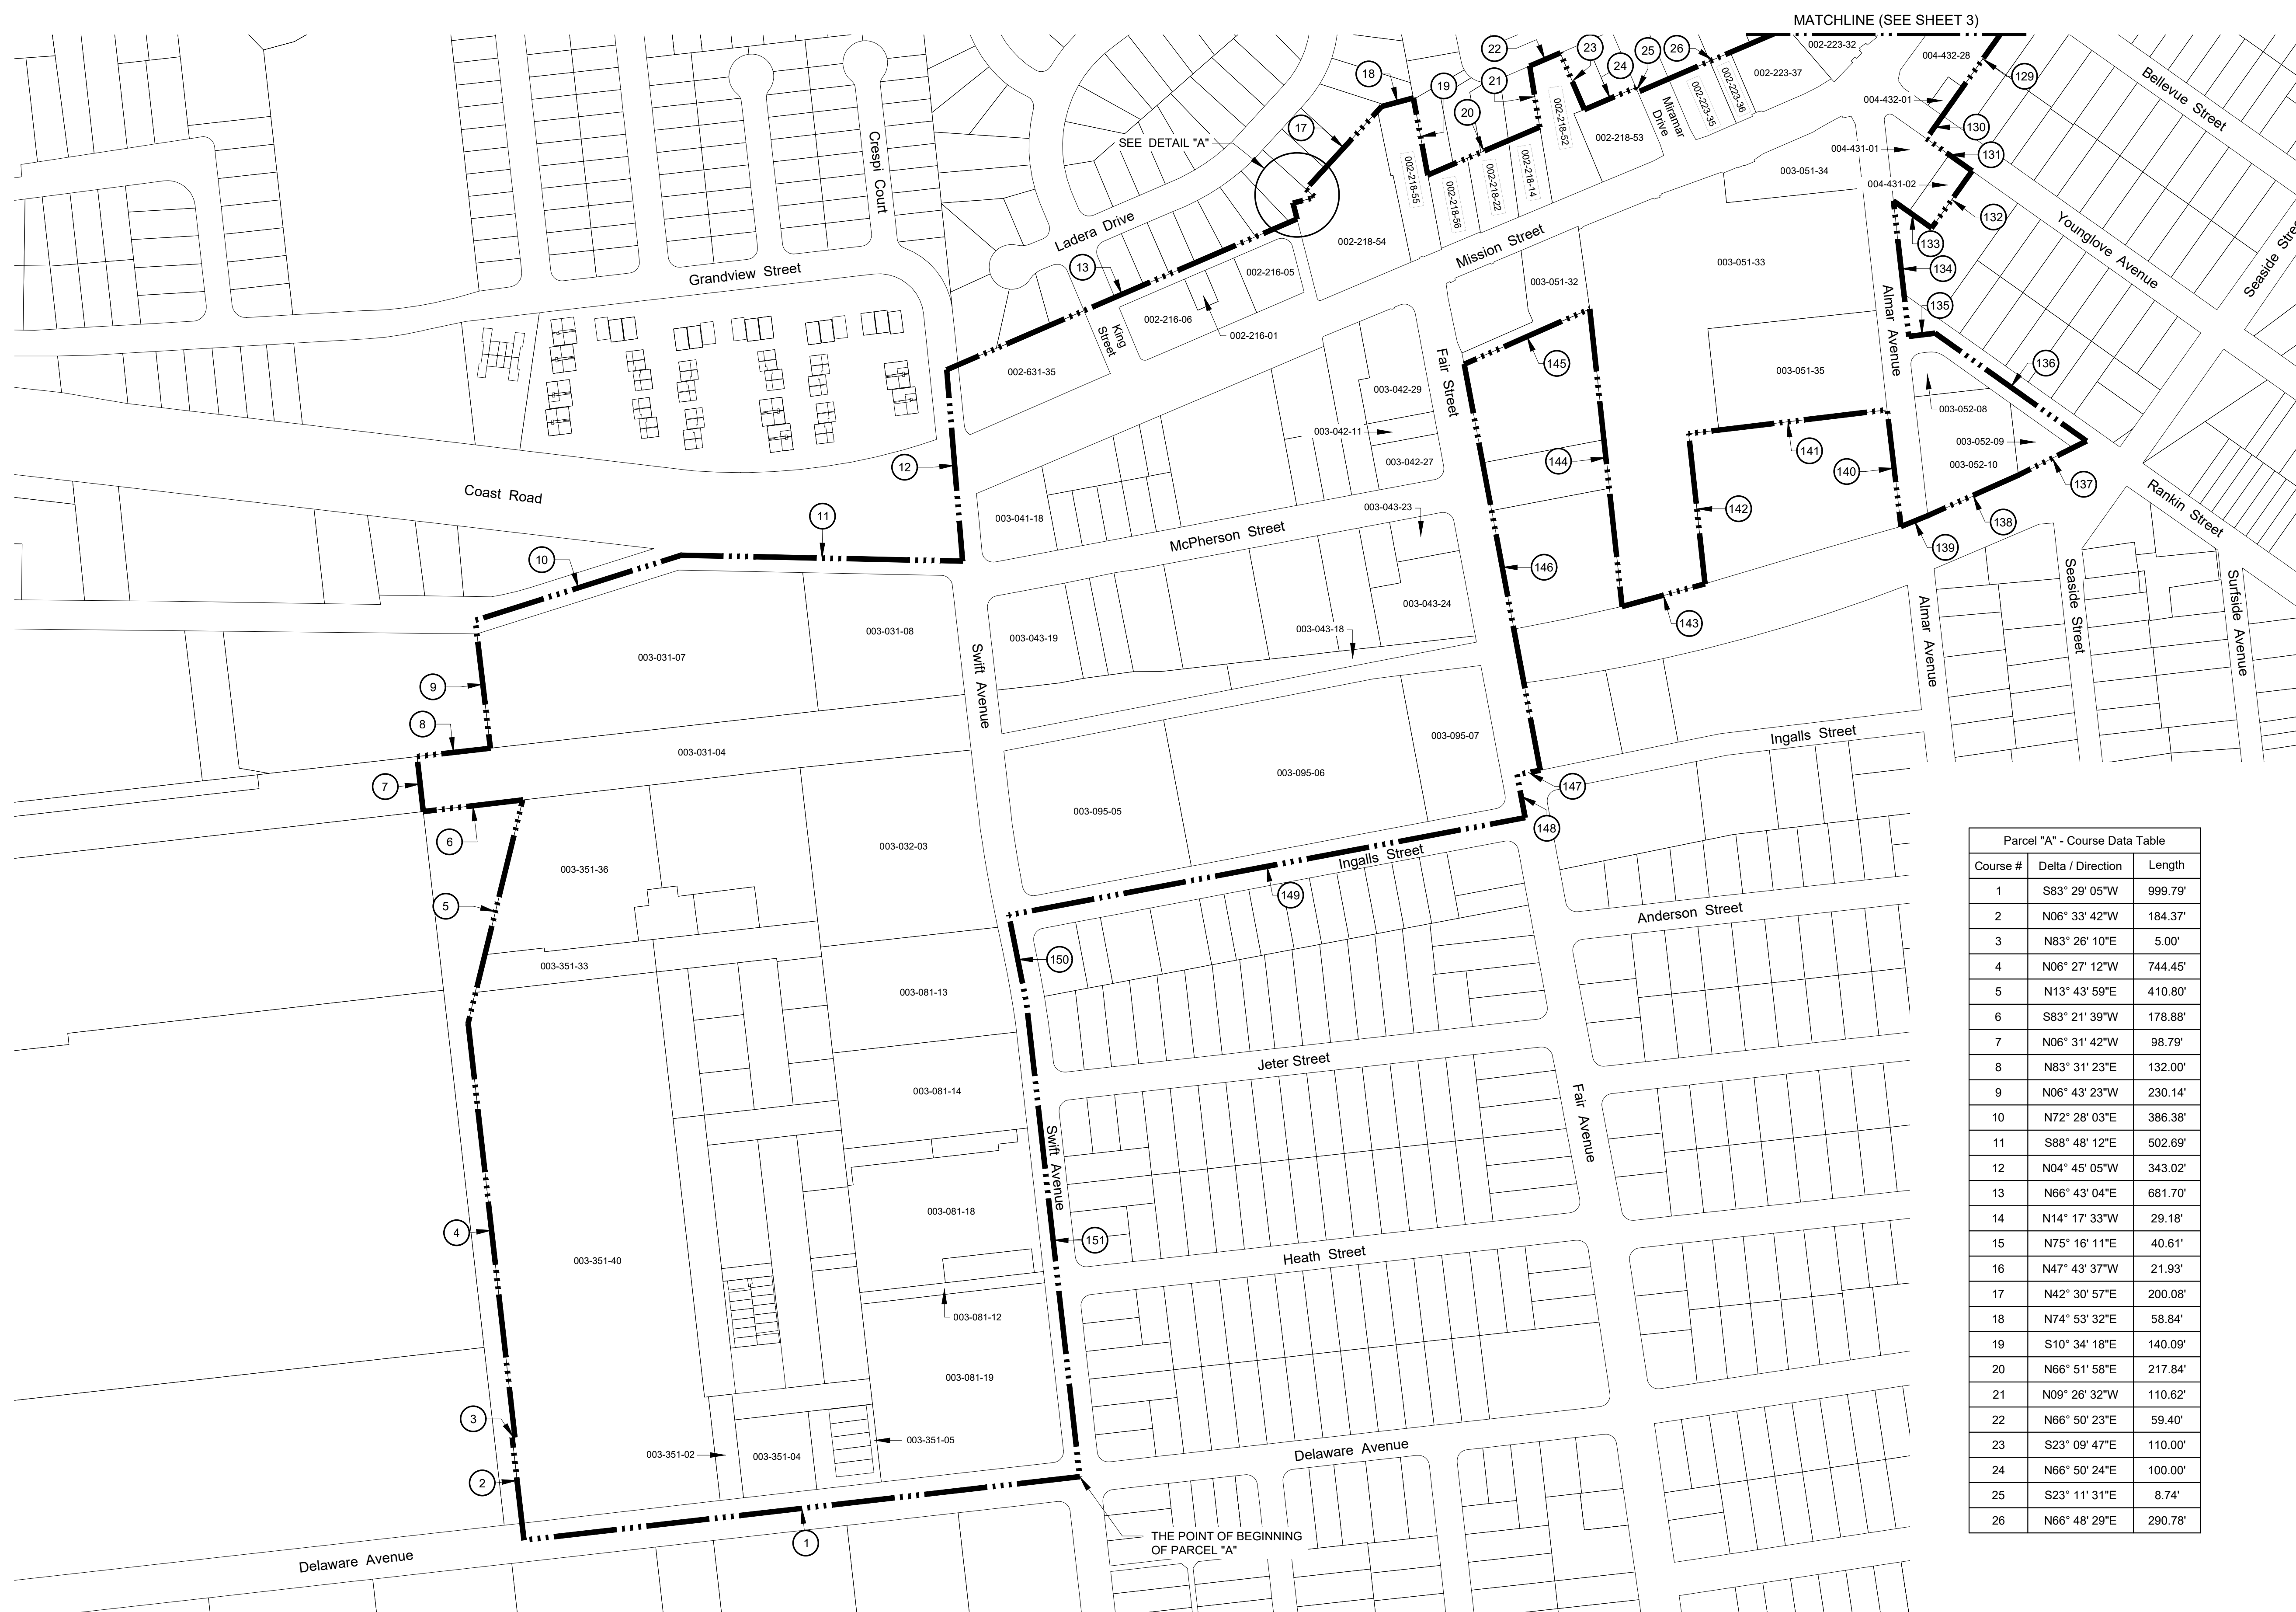 MATCHLINE (SEE SHEET 3)
22
23
25
26
24
002-223-32
002-223-37
002-223-36
002-223-35
Miramar
Drive
004-432-28
129
Bellevue Street
004-432-01
130
004-431-01
131
004-431-02
132
133
Younglove Avenue
134
135
136
18
19
21
20
17
SEE DETAIL "A"
002-218-52
002-218-53
002-218-14
002-218-22
002-218-56
002-218-55
002-218-54
Crespi Court
Ladera Drive
Mission Street
003-051-34
003-051-33
003-051-32
Almar Avenue
Grandview Street
13
002-216-05
002-216-06
002-216-01
King
Street
002-631-35
145
Fair Street
003-051-35
003-052-08
003-052-09
003-052-10
003-042-29
003-042-11
003-042-27
12
144
141
140
142
137
138
139
143
Rankin Street
Coast Road
11
10
003-041-18
003-043-23
McPherson Street
146
003-043-24
003-043-19
003-043-18
Almar Avenue
Seaside Street
Surfside Avenue
003-031-08
003-031-07
Swift Avenue
9
8
7
6
003-031-04
003-095-07
003-095-06
003-095-05
Ingalls Street
147
148
003-032-03
003-351-36
5
Ingalls Street
149
Anderson Street
003-351-33
150
003-081-13
Jeter Street
003-081-14
Fair Avenue
Swift Avenue
003-081-18
4
151
003-351-40
Heath Street
003-081-12
003-081-19
3
003-351-02
003-351-04
003-351-05
2
Delaware Avenue
1
THE POINT OF BEGINNING
OF PARCEL "A"
Delaware Avenue
Parcel "A" - Course Data Table
Course # Delta / Direction Length
1 S83° 29' 05"W 999.79'
2 N06° 33' 42"W 184.37'
3 N83° 26' 10"E 5.00'
4 N06° 27' 12"W 744.45'
5 N13° 43' 59"E 410.80'
6 S83° 21' 39"W 178.88'
7 N06° 31' 42"W 98.79'
8 N83° 31' 23"E 132.00'
9 N06° 43' 23"W 230.14'
10 N72° 28' 03"E 386.38'
11 S88° 48' 12"E 502.69'
12 N04° 45' 05"W 343.02'
13 N66° 43' 04"E 681.70'
14 N14° 17' 33"W 29.18'
15 N75° 16' 11"E 40.61'
16 N47° 43' 37"W 21.93'
17 N42° 30' 57"E 200.08'
18 N74° 53' 32"E 58.84'
19 S10° 34' 18"E 140.09'
20 N66° 51' 58"E 217.84'
21 N09° 26' 32"W 110.62'
22 N66° 50' 23"E 59.40'
23 S23° 09' 47"E 110.00'
24 N66° 50' 24"E 100.00'
25 S23° 11' 31"E 8.74'
26 N66° 48' 29"E 290.78'